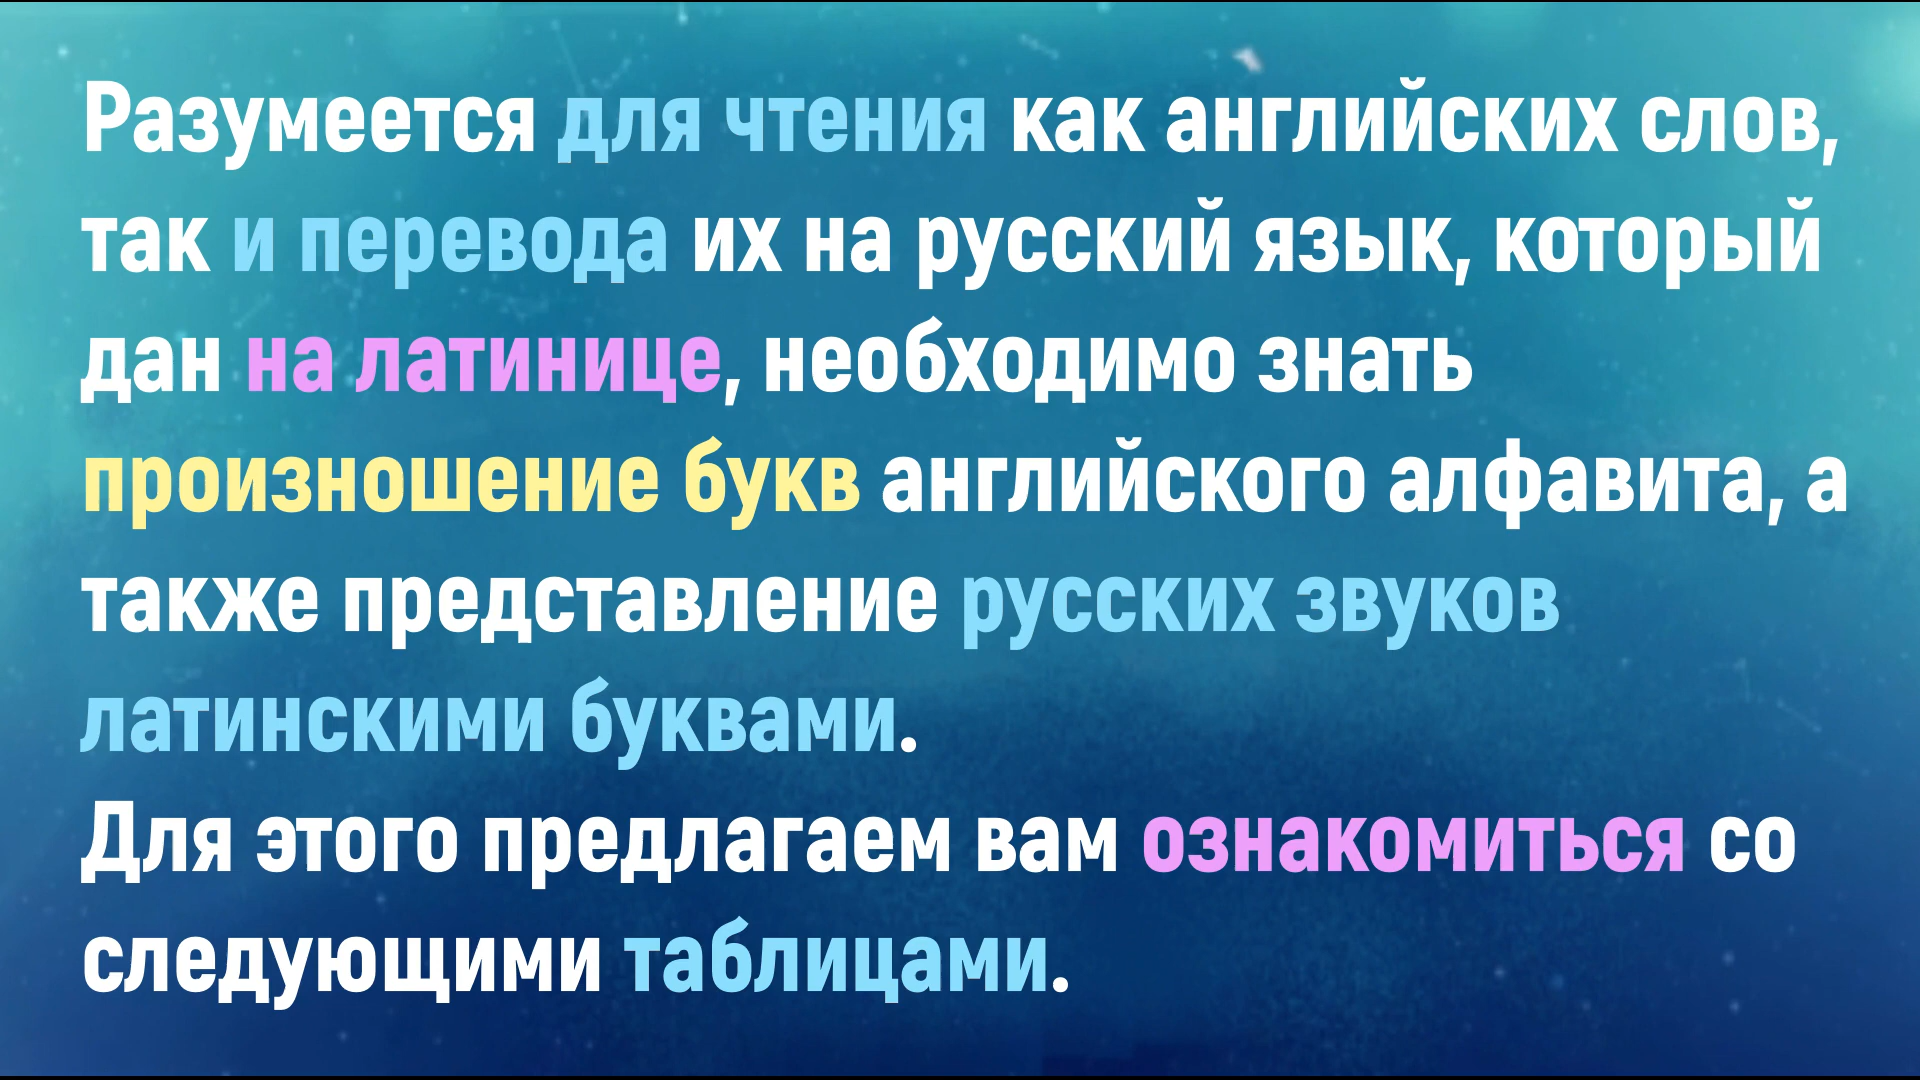 Разумеется для чтения как английских слов,
так и перевода их на русский язык, который
дан на латинице, необходимо знать
произношение букв английского алфавита, а
также представление русских звуков
латинскими буквами.
Для этого предлагаем вам ознакомиться со
следующими таблицами.